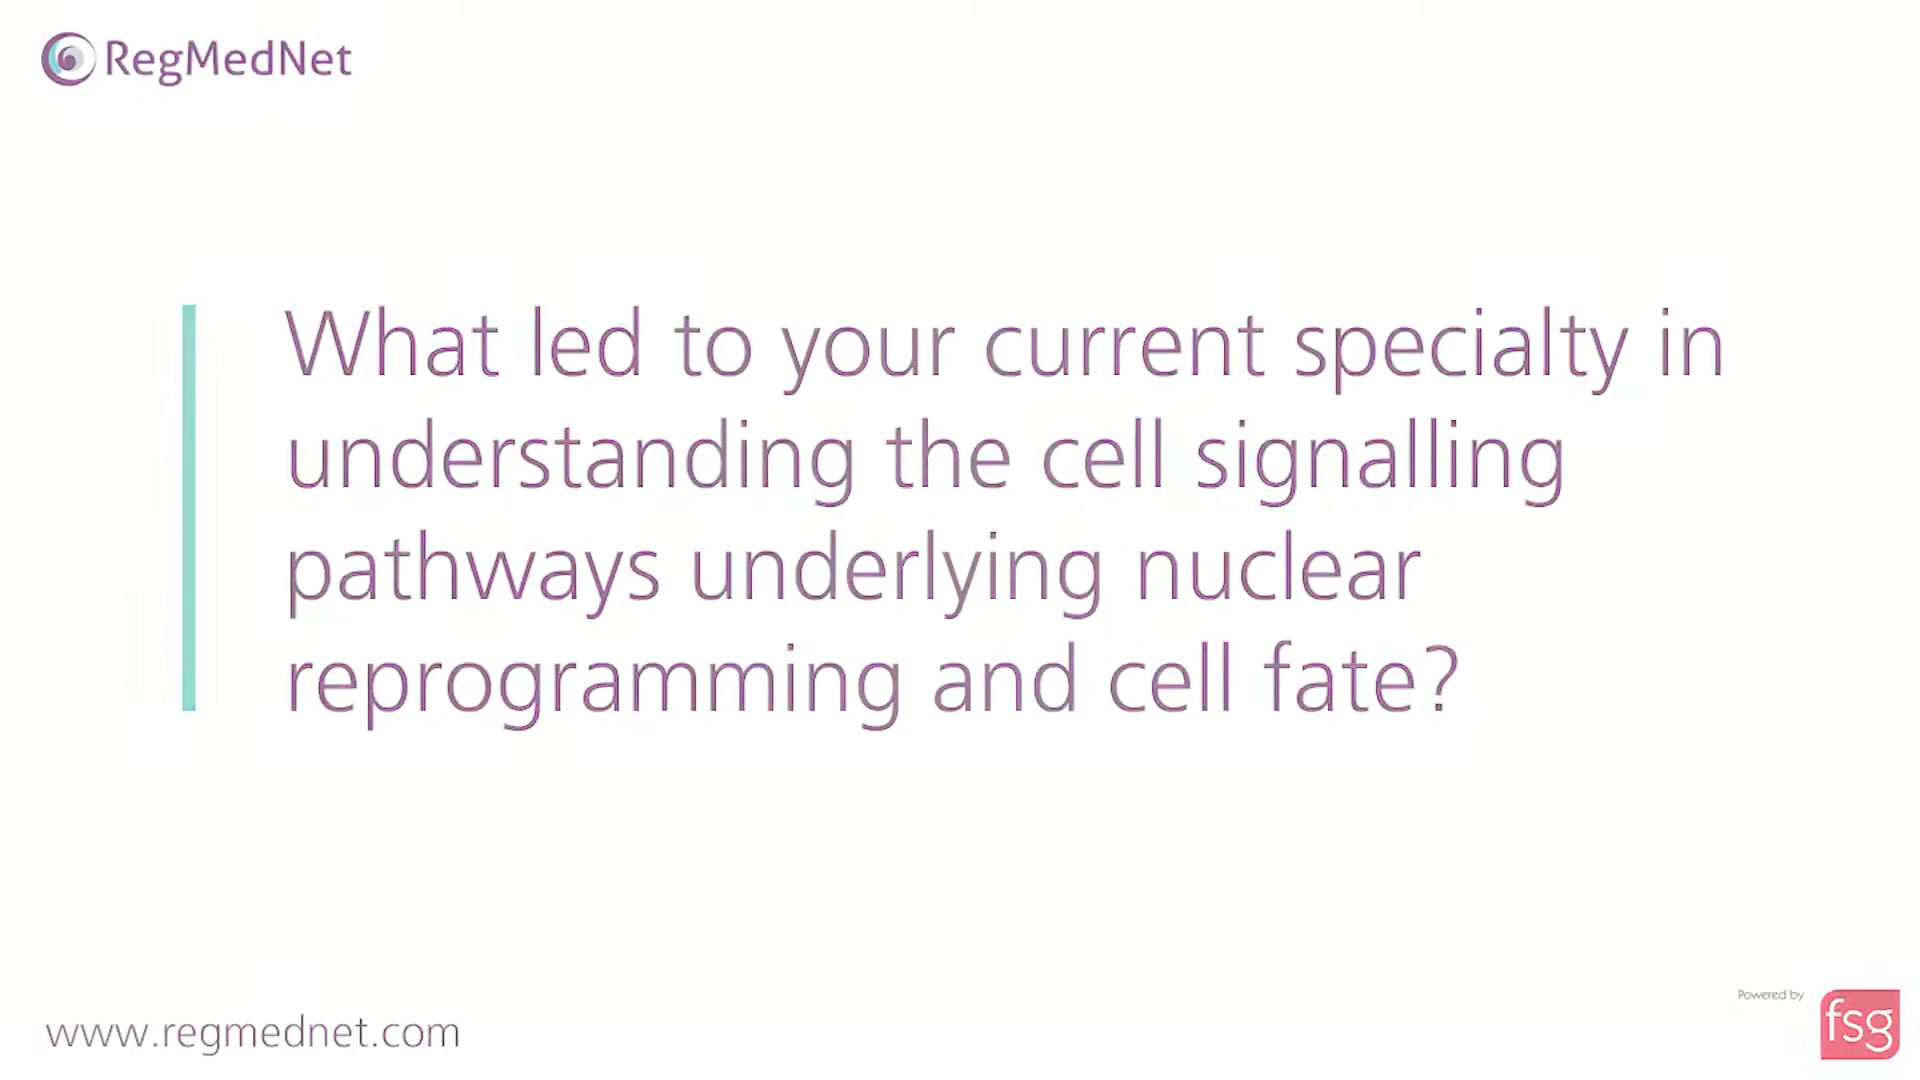 RegMedNet
What led to your current specialty in
understanding the cell signalling
pathways underlying nuclear
reprogramming and cell fate?
Powered by
fsg
www.regmednet.com